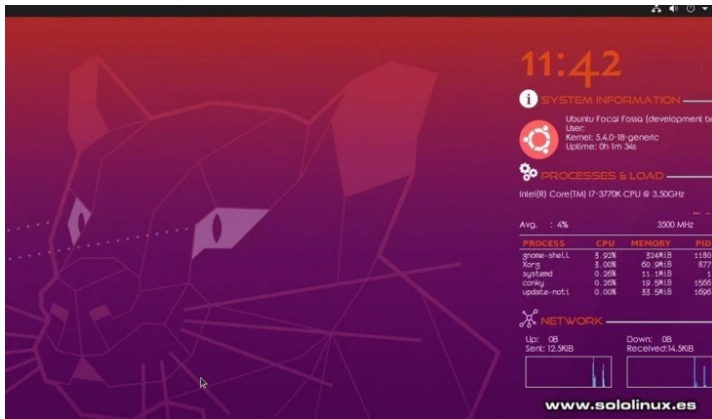 11:42
SYSTEM INFORMATION
Ubuntu Focal Fossa (development b
User:
Kernel: 5.4.0-18-generic
Uptime: 0h 1m 34s
PROCESSES & LOAD
Intel(R) Core(TM) i7-3770K CPU @ 3.50GHz
Avg. : 4% 3500 MHz
PROCESS CPU MEMORY PID
gnome-shell 3.92% 324MiB 1180
Xorg 3.00% 60.9MiB 877
systemd 0.26% 11.1MiB 1
conky 0.26% 19.5MiB 1566
update-noti 0.00% 33.5MiB 1696
NETWORK
Up: 0B Down: 0B
Sent: 12.5KiB Received:14.5KiB
www.sololinux.es